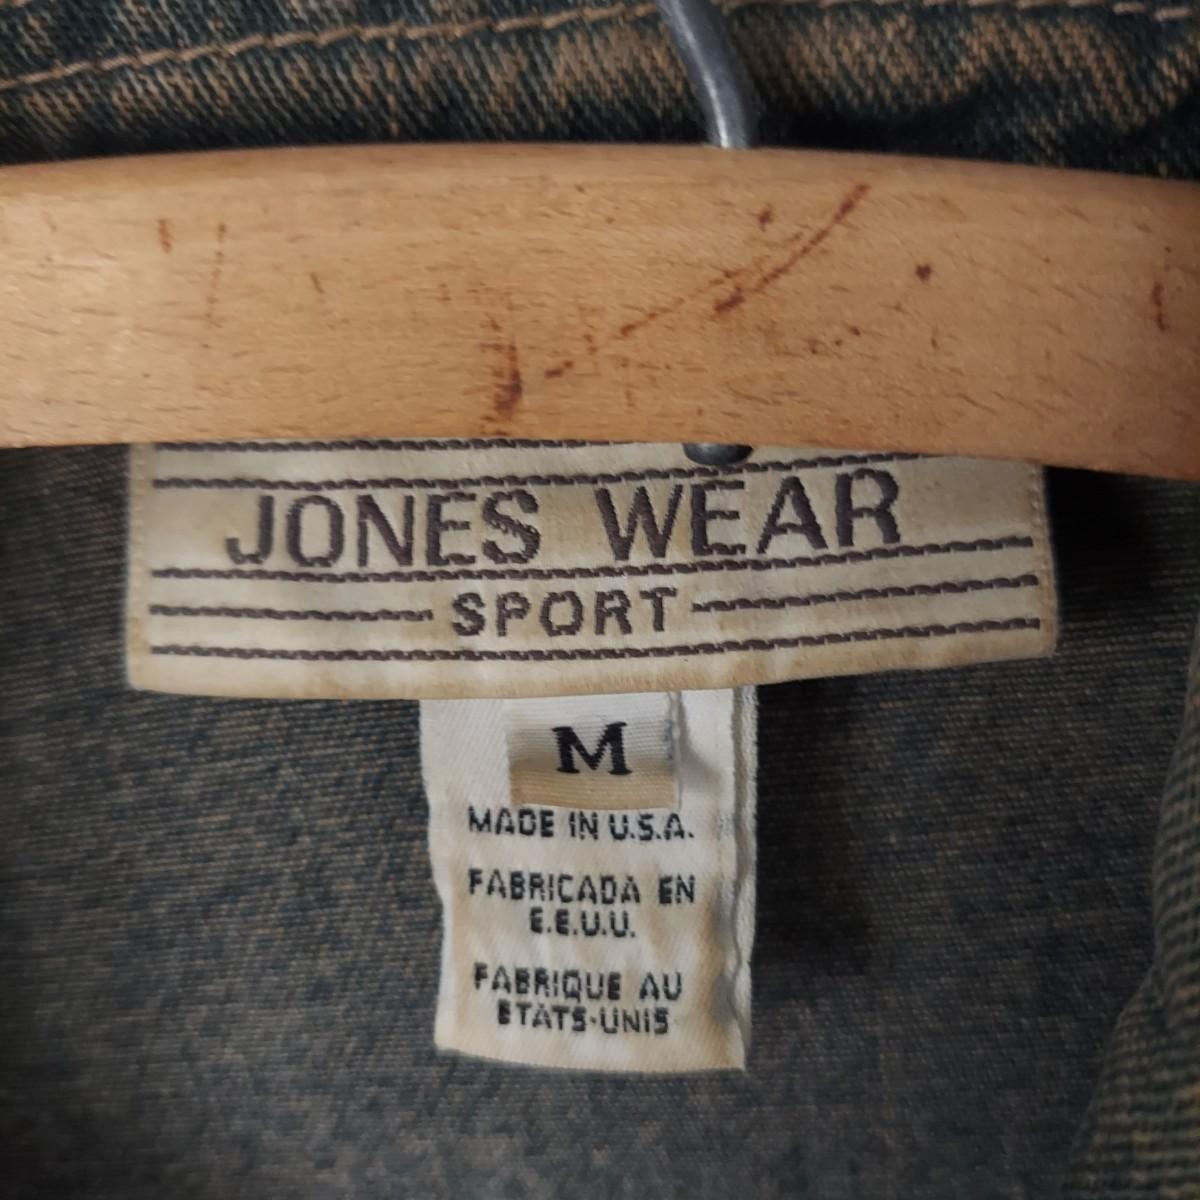 JONES WEAR
SPORT
M
MADE IN U.S.A.
FABRICADA EN
E.E.U.U.
FABRIQUE AU
ETATS-UNIS